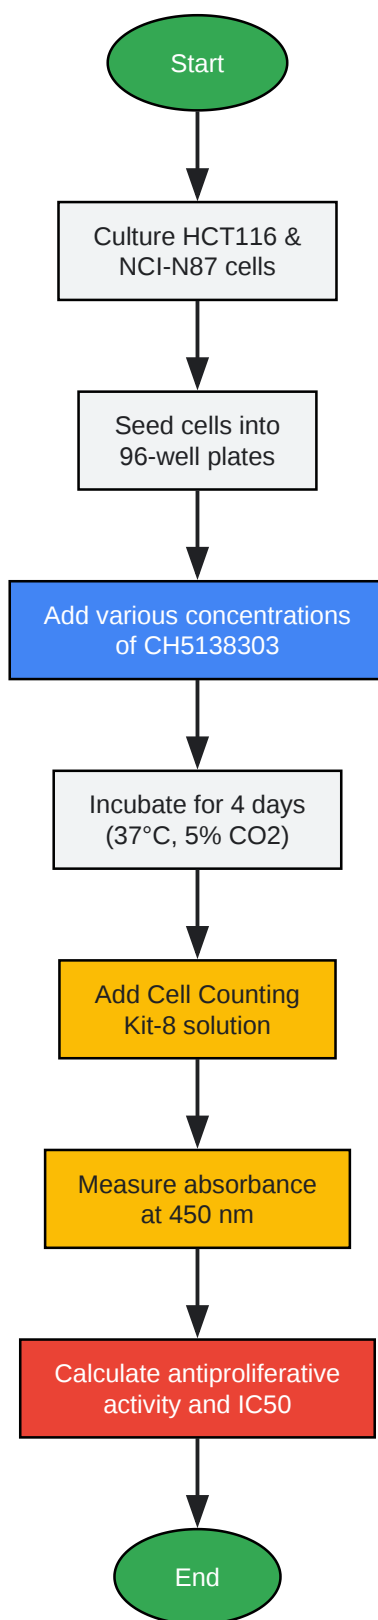 Start
Culture HCT116 &
NCI-N87 cells
Seed cells into
96-well plates
Add various concentrations
of CH5138303
Incubate for 4 days
(37°C, 5% CO2)
Add Cell Counting
Kit-8 solution
Measure absorbance
at 450 nm
Calculate antiproliferative
activity and IC50
End